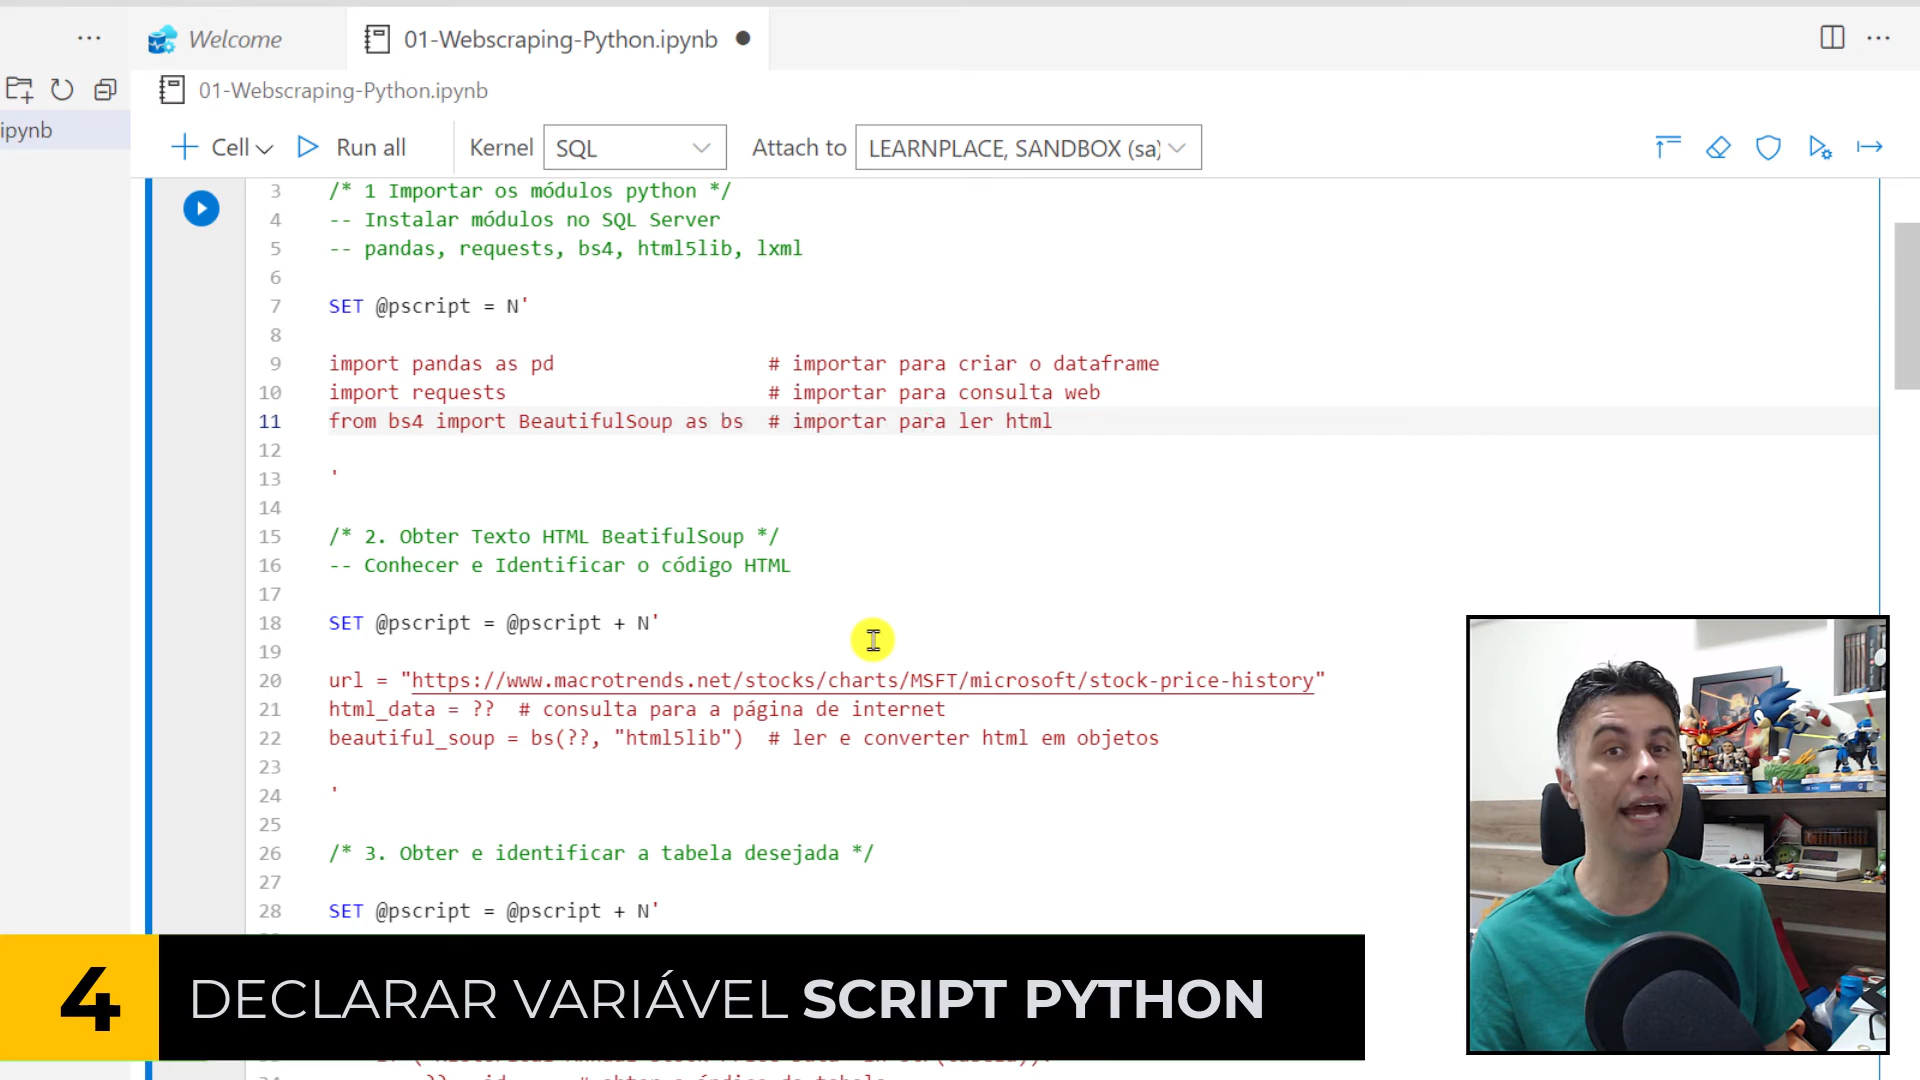 Welcome
01-Webscraping-Python.ipynb
01-Webscraping-Python.ipynb
ipynb
Cell
Run all
Kernel
SQL
Attach to
LEARNPLACE, SANDBOX (sa)
3 /* 1 Importar os módulos python */
4 -- Instalar módulos no SQL Server
5 -- pandas, requests, bs4, html5lib, lxml
6
7 SET @pscript = N'
8
9 import pandas as pd # importar para criar o dataframe
10 import requests # importar para consulta web
11 from bs4 import BeautifulSoup as bs # importar para ler html
12
13 '
14
15 /* 2. Obter Texto HTML BeatifulSoup */
16 -- Conhecer e Identificar o código HTML
17
18 SET @pscript = @pscript + N'
19
20 url = "https://www.macrotrends.net/stocks/charts/MSFT/microsoft/stock-price-history"
21 html_data = ?? # consulta para a página de internet
22 beautiful_soup = bs(??, "html5lib") # ler e converter html em objetos
23
24 '
25
26 /* 3. Obter e identificar a tabela desejada */
27
28 SET @pscript = @pscript + N'
4 DECLARAR VARIÁVEL SCRIPT PYTHON